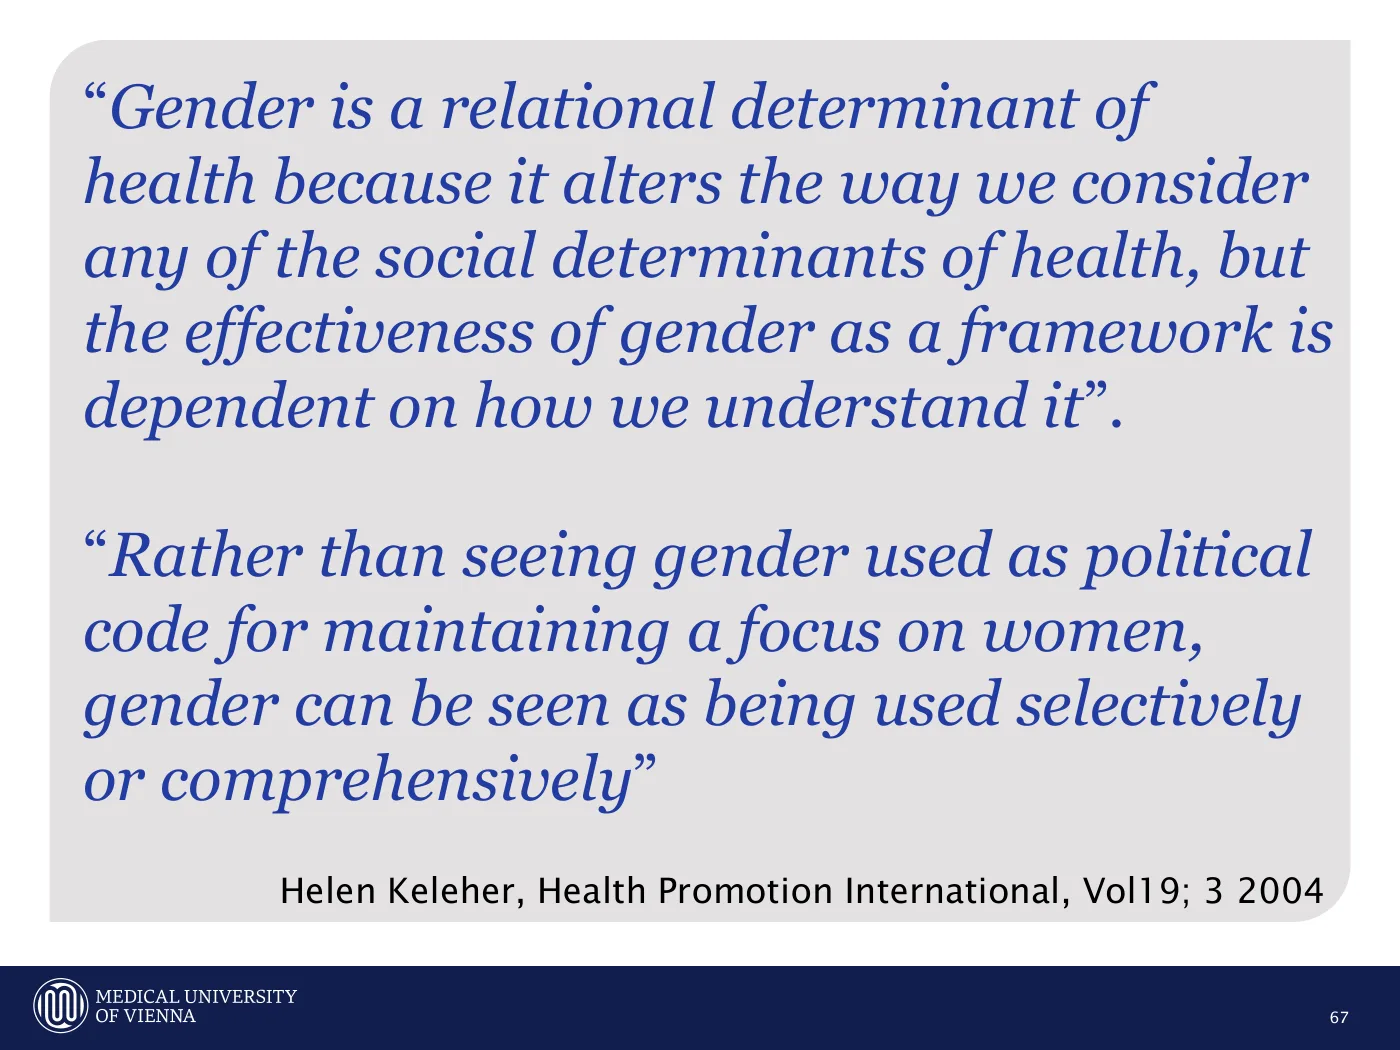 “Gender is a relational determinant of
health because it alters the way we consider
any of the social determinants of health, but
the effectiveness of gender as a framework is
dependent on how we understand it”.
“Rather than seeing gender used as political
code for maintaining a focus on women,
gender can be seen as being used selectively
or comprehensively”
Helen Keleher, Health Promotion International, Vol19; 3 2004
MEDICAL UNIVERSITY
OF VIENNA
67